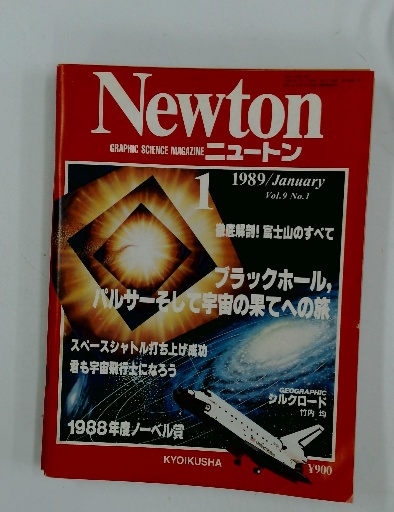 Newton
GRAPHIC SCIENCE MAGAZINE ニュートン
1
1989/January
Vol.9 No.1
徹底解剖!富士山のすべて
ブラックホール,
パルサーそして宇宙の果てへの旅
スペースシャトル打ち上げ成功
君も宇宙飛行士になろう
GEOGRAPHIC
シルクロード
竹内 均
1988年度ノーベル賞
KYOIKUSHA
¥900